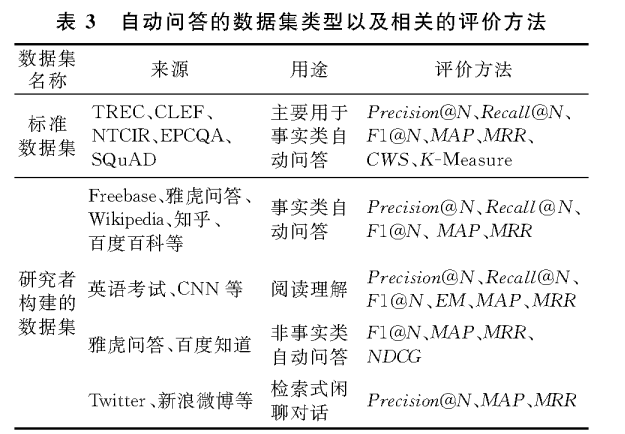 表 3 自动问答的数据集类型以及相关的评价方法
数据集
名称
来源
用途
评价方法
标准
数据集
TREC、CLEF、
NTCIR、EPCQA、
SQuAD
主要用于
事实类自
动问答
Precision@N、Recall@N、
F1@N、MAP、MRR、
CWS、K-Measure
研究者
构建的
数据集
Freebase、雅虎问答、
Wikipedia、知乎、
百度百科等
事实类自
动问答
Precision@N、Recall@N、
F1@N、MAP、MRR
英语考试、CNN 等
阅读理解
Precision@N、Recall@N、
F1@N、EM、MAP、MRR
雅虎问答、百度知道
非事实类
自动问答
F1@N、MAP、MRR、
NDCG
Twitter、新浪微博等
检索式闲
聊对话
Precision@N、MAP、MRR